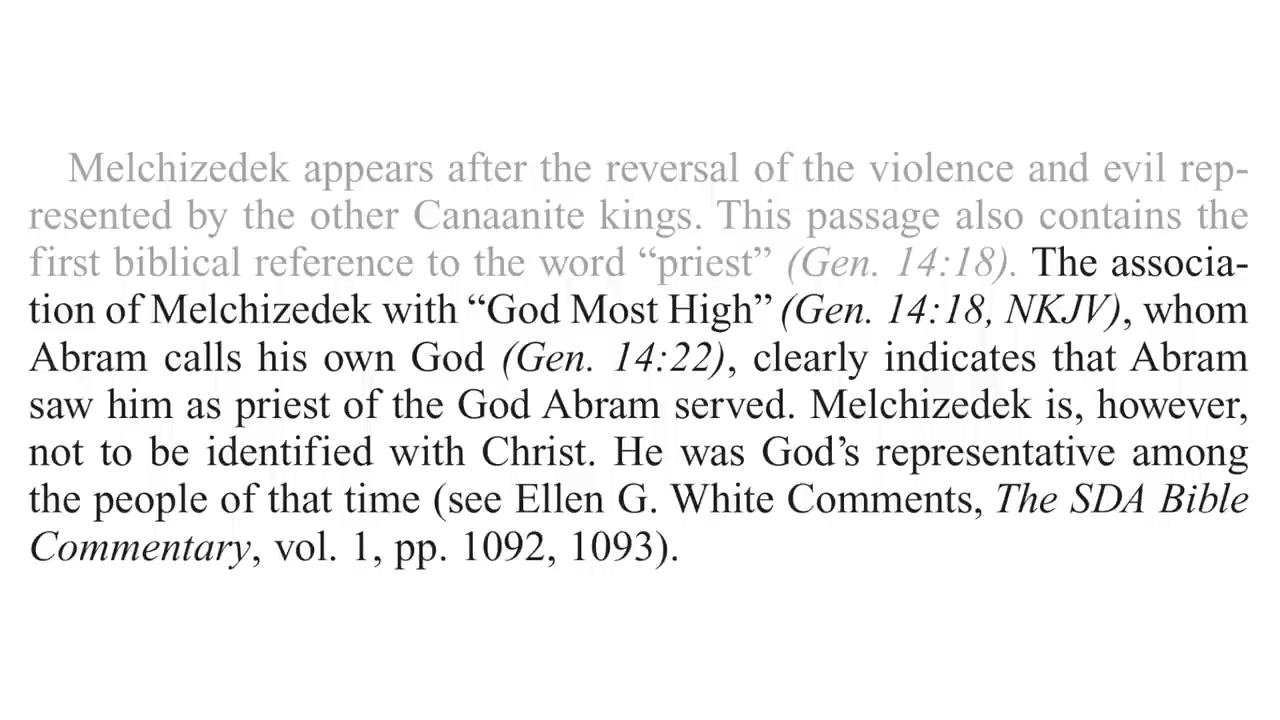 Melchizedek appears after the reversal of the violence and evil rep-
resented by the other Canaanite kings. This passage also contains the
first biblical reference to the word “priest” (Gen. 14:18). The associa-
tion of Melchizedek with “God Most High” (Gen. 14:18, NKJV), whom
Abram calls his own God (Gen. 14:22), clearly indicates that Abram
saw him as priest of the God Abram served. Melchizedek is, however,
not to be identified with Christ. He was God’s representative among
the people of that time (see Ellen G. White Comments, The SDA Bible
Commentary, vol. 1, pp. 1092, 1093).